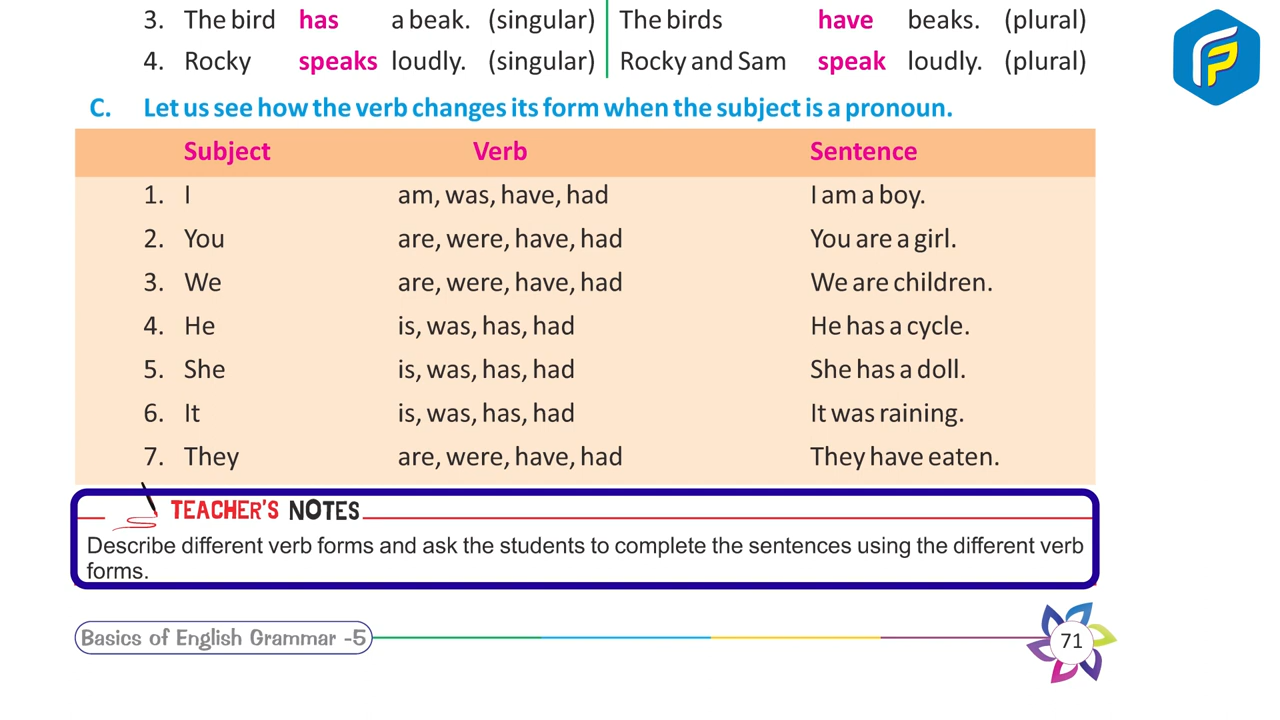 3. The bird has a beak. (singular) The birds have beaks. (plural)
4. Rocky speaks loudly. (singular) Rocky and Sam speak loudly. (plural)
C. Let us see how the verb changes its form when the subject is a pronoun.
Subject Verb Sentence
1. I am, was, have, had I am a boy.
2. You are, were, have, had You are a girl.
3. We are, were, have, had We are children.
4. He is, was, has, had He has a cycle.
5. She is, was, has, had She has a doll.
6. It is, was, has, had It was raining.
7. They are, were, have, had They have eaten.
TEACHER'S NOTES
Describe different verb forms and ask the students to complete the sentences using the different verb
forms.
Basics of English Grammar -5
71